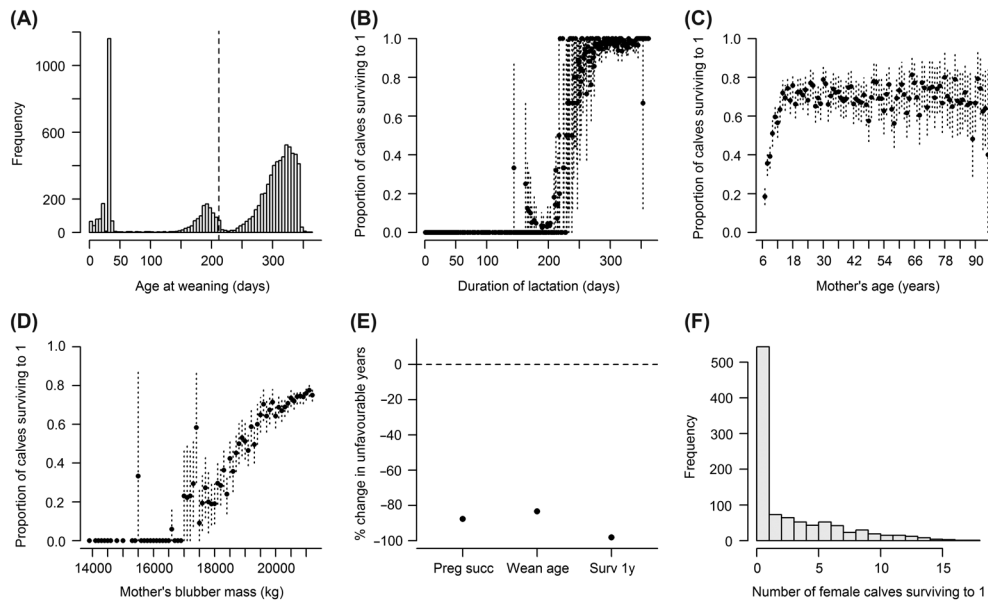 (A)
Frequency
1000
600
200
0
0 50 100 200 300
Age at weaning (days)
(B)
Proportion of calves surviving to 1
1.0
0.8
0.6
0.4
0.2
0.0
0 50 100 200 300
Duration of lactation (days)
(C)
Proportion of calves surviving to 1
1.0
0.8
0.6
0.4
0.2
0.0
6 18 30 42 54 66 78 90
Mother's age (years)
(D)
Proportion of calves surviving to 1
1.0
0.8
0.6
0.4
0.2
0.0
14000 16000 18000 20000
Mother's blubber mass (kg)
(E)
% change in unfavourable years
0
−20
−40
−60
−80
−100
Preg succ Wean age Surv 1y
(F)
Frequency
500
400
300
200
100
0
0 5 10 15
Number of female calves surviving to 1